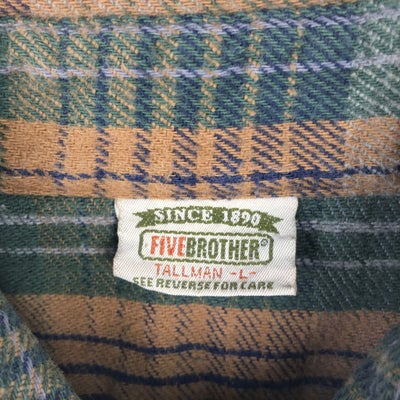 SINCE 1890
FIVEBROTHER®
TALLMAN -L-
SEE REVERSE FOR CARE